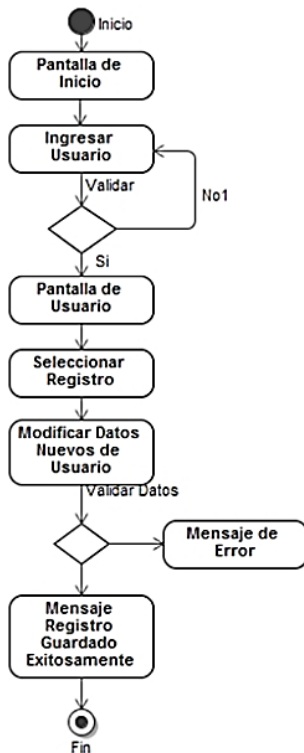 Inicio
Pantalla de
Inicio
Ingresar
Usuario
Validar
No1
Si
Pantalla de
Usuario
Seleccionar
Registro
Modificar Datos
Nuevos de
Usuario
Validar Datos
Mensaje de
Error
Mensaje
Registro
Guardado
Exitosamente
Fin